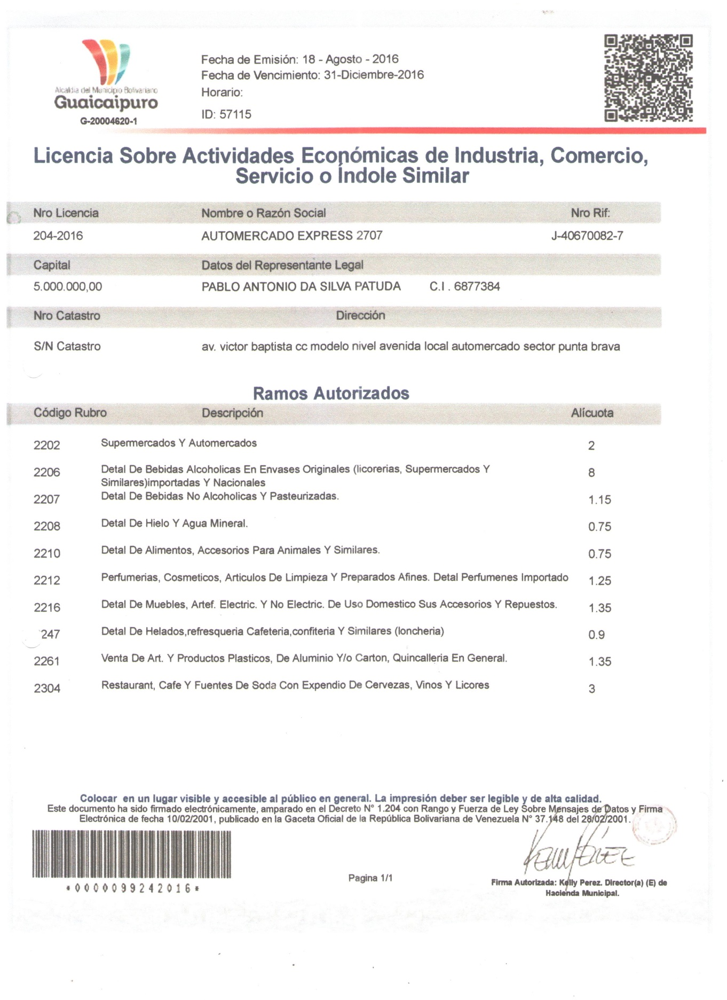 Alcaldia del Municipio Bolivariano
Guaicaipuro
G-20004620-1
Fecha de Emisión: 18 - Agosto - 2016
Fecha de Vencimiento: 31-Diciembre-2016
Horario:
ID: 57115
Licencia Sobre Actividades Económicas de Industria, Comercio,
Servicio o Índole Similar
Nro Licencia Nombre o Razón Social Nro Rif:
204-2016 AUTOMERCADO EXPRESS 2707 J-40670082-7
Capital Datos del Representante Legal
5.000.000,00 PABLO ANTONIO DA SILVA PATUDA C.I . 6877384
Nro Catastro Dirección
S/N Catastro av. victor baptista cc modelo nivel avenida local automercado sector punta brava
Ramos Autorizados
Código Rubro Descripción Alícuota
2202 Supermercados Y Automercados 2
2206 Detal De Bebidas Alcoholicas En Envases Originales (licorerias, Supermercados Y 8
Similares)importadas Y Nacionales
2207 Detal De Bebidas No Alcoholicas Y Pasteurizadas. 1.15
2208 Detal De Hielo Y Agua Mineral. 0.75
2210 Detal De Alimentos, Accesorios Para Animales Y Similares. 0.75
2212 Perfumerias, Cosmeticos, Articulos De Limpieza Y Preparados Afines. Detal Perfumenes Importado 1.25
2216 Detal De Muebles, Artef. Electric. Y No Electric. De Uso Domestico Sus Accesorios Y Repuestos. 1.35
247 Detal De Helados,refresqueria Cafeteria,confiteria Y Similares (loncheria) 0.9
2261 Venta De Art. Y Productos Plasticos, De Aluminio Y/o Carton, Quincalleria En General. 1.35
2304 Restaurant, Cafe Y Fuentes De Soda Con Expendio De Cervezas, Vinos Y Licores 3
Colocar en un lugar visible y accesible al público en general. La impresión deber ser legible y de alta calidad.
Este documento ha sido firmado electrónicamente, amparado en el Decreto N° 1.204 con Rango y Fuerza de Ley Sobre Mensajes de Datos y Firma
Electrónica de fecha 10/02/2001, publicado en la Gaceta Oficial de la República Bolivariana de Venezuela N° 37.148 del 28/02/2001.
*0000099242016*
Pagina 1/1
Kelly Pérez
Firma Autorizada: Kelly Perez. Director(a) (E) de
Hacienda Municipal.